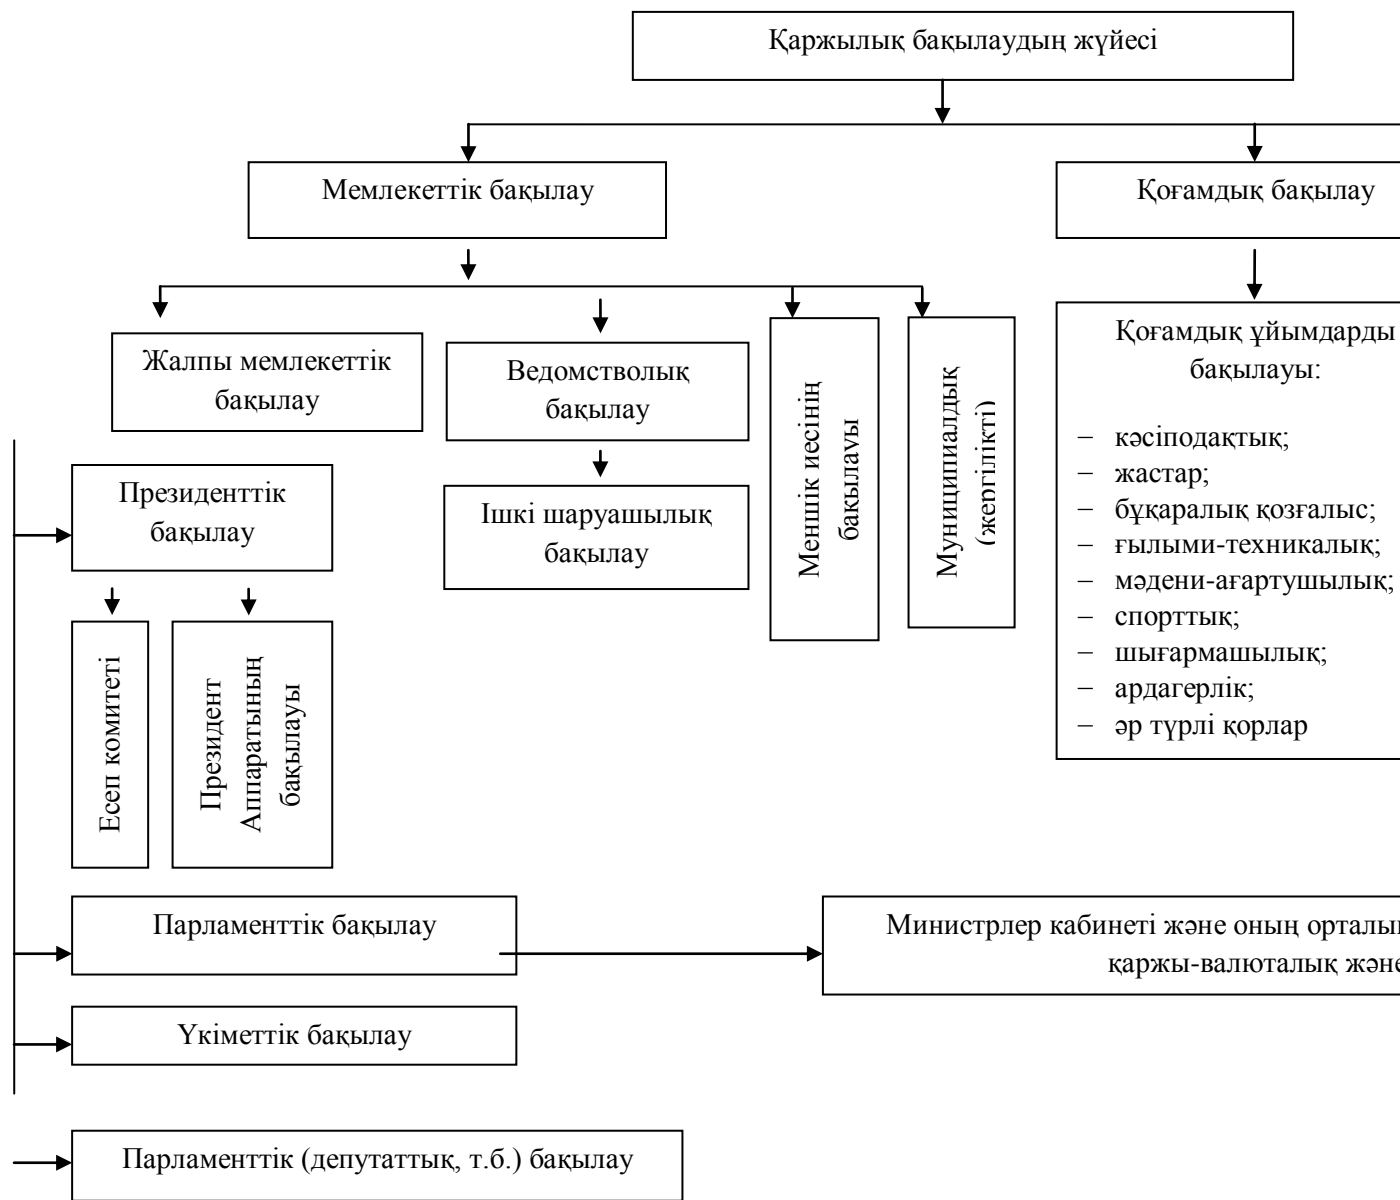 Қаржылық бақылаудың жүйесі
Мемлекеттік бақылау
Қоғамдық бақылау
Жалпы мемлекеттік
бақылау
Ведомстволық
бақылау
Меншік иесінің
бақылауы
Муниципалдық
(жергілікті)
Қоғамдық ұйымдарды
бақылауы:
– кәсіподақтық;
– жастар;
– бұқаралық қозғалыс;
– ғылыми-техникалық;
– мәдени-ағартушылық;
– спорттық;
– шығармашылық;
– ардагерлік;
– әр түрлі қорлар
Президенттік
бақылау
Ішкі шаруашылық
бақылау
Есеп комитеті
Президент
Аппаратының
бақылауы
Парламенттік бақылау
Министрлер кабинеті және оның орталық
қаржы-валюталық және
Үкіметтік бақылау
Парламенттік (депутаттық, т.б.) бақылау